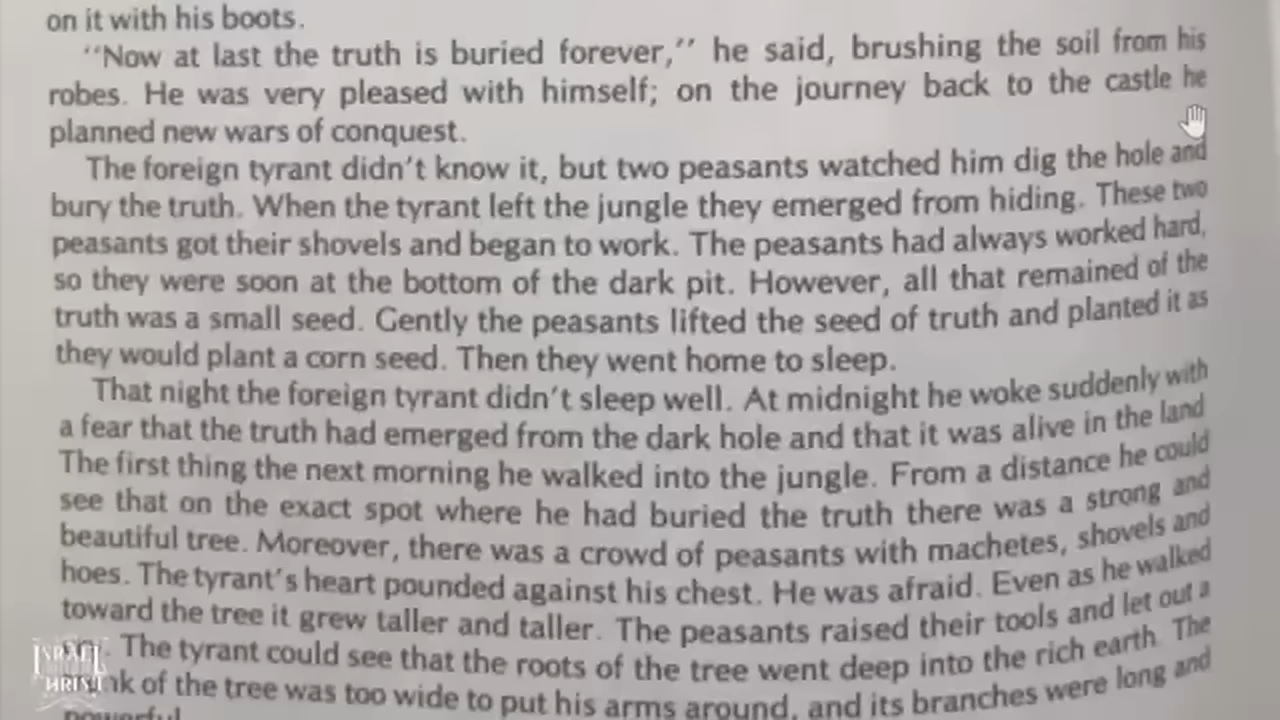 on it with his boots.
“Now at last the truth is buried forever,” he said, brushing the soil from his
robes. He was very pleased with himself; on the journey back to the castle he
planned new wars of conquest.
The foreign tyrant didn’t know it, but two peasants watched him dig the hole and
bury the truth. When the tyrant left the jungle they emerged from hiding. These two
peasants got their shovels and began to work. The peasants had always worked hard,
so they were soon at the bottom of the dark pit. However, all that remained of the
truth was a small seed. Gently the peasants lifted the seed of truth and planted it as
they would plant a corn seed. Then they went home to sleep.
That night the foreign tyrant didn’t sleep well. At midnight he woke suddenly with
a fear that the truth had emerged from the dark hole and that it was alive in the land
The first thing the next morning he walked into the jungle. From a distance he could
see that on the exact spot where he had buried the truth there was a strong and
beautiful tree. Moreover, there was a crowd of peasants with machetes, shovels and
hoes. The tyrant’s heart pounded against his chest. He was afraid. Even as he walked
toward the tree it grew taller and taller. The peasants raised their tools and let out a
The tyrant could see that the roots of the tree went deep into the rich earth. The
of the tree was too wide to put his arms around, and its branches were long and
powerful
ISRAEL
CHRIST